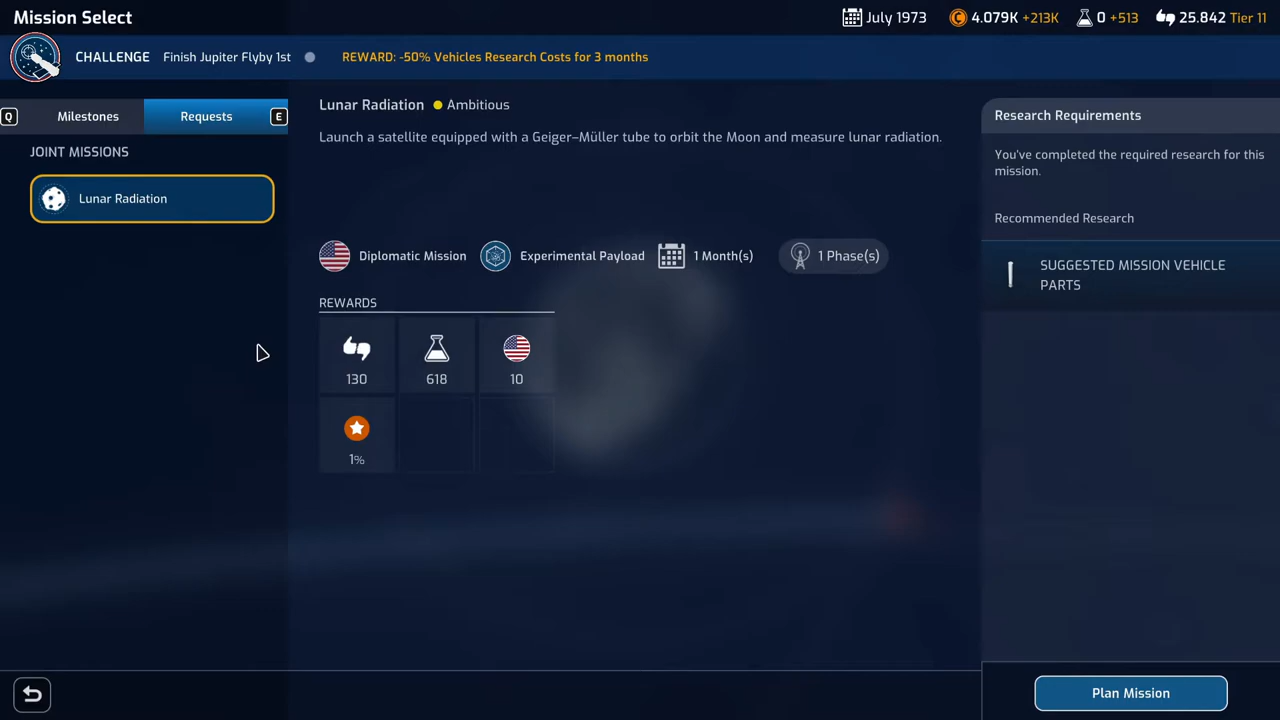 Mission Select
July 1973
4.079K +213K
0 +513
25.842 Tier 11
CHALLENGE Finish Jupiter Flyby 1st
REWARD: -50% Vehicles Research Costs for 3 months
Q Milestones Requests E
JOINT MISSIONS
Lunar Radiation
Lunar Radiation Ambitious
Launch a satellite equipped with a Geiger–Müller tube to orbit the Moon and measure lunar radiation.
Diplomatic Mission Experimental Payload 1 Month(s) 1 Phase(s)
REWARDS
130 618 10
1%
Research Requirements
You've completed the required research for this
mission.
Recommended Research
SUGGESTED MISSION VEHICLE
PARTS
Plan Mission